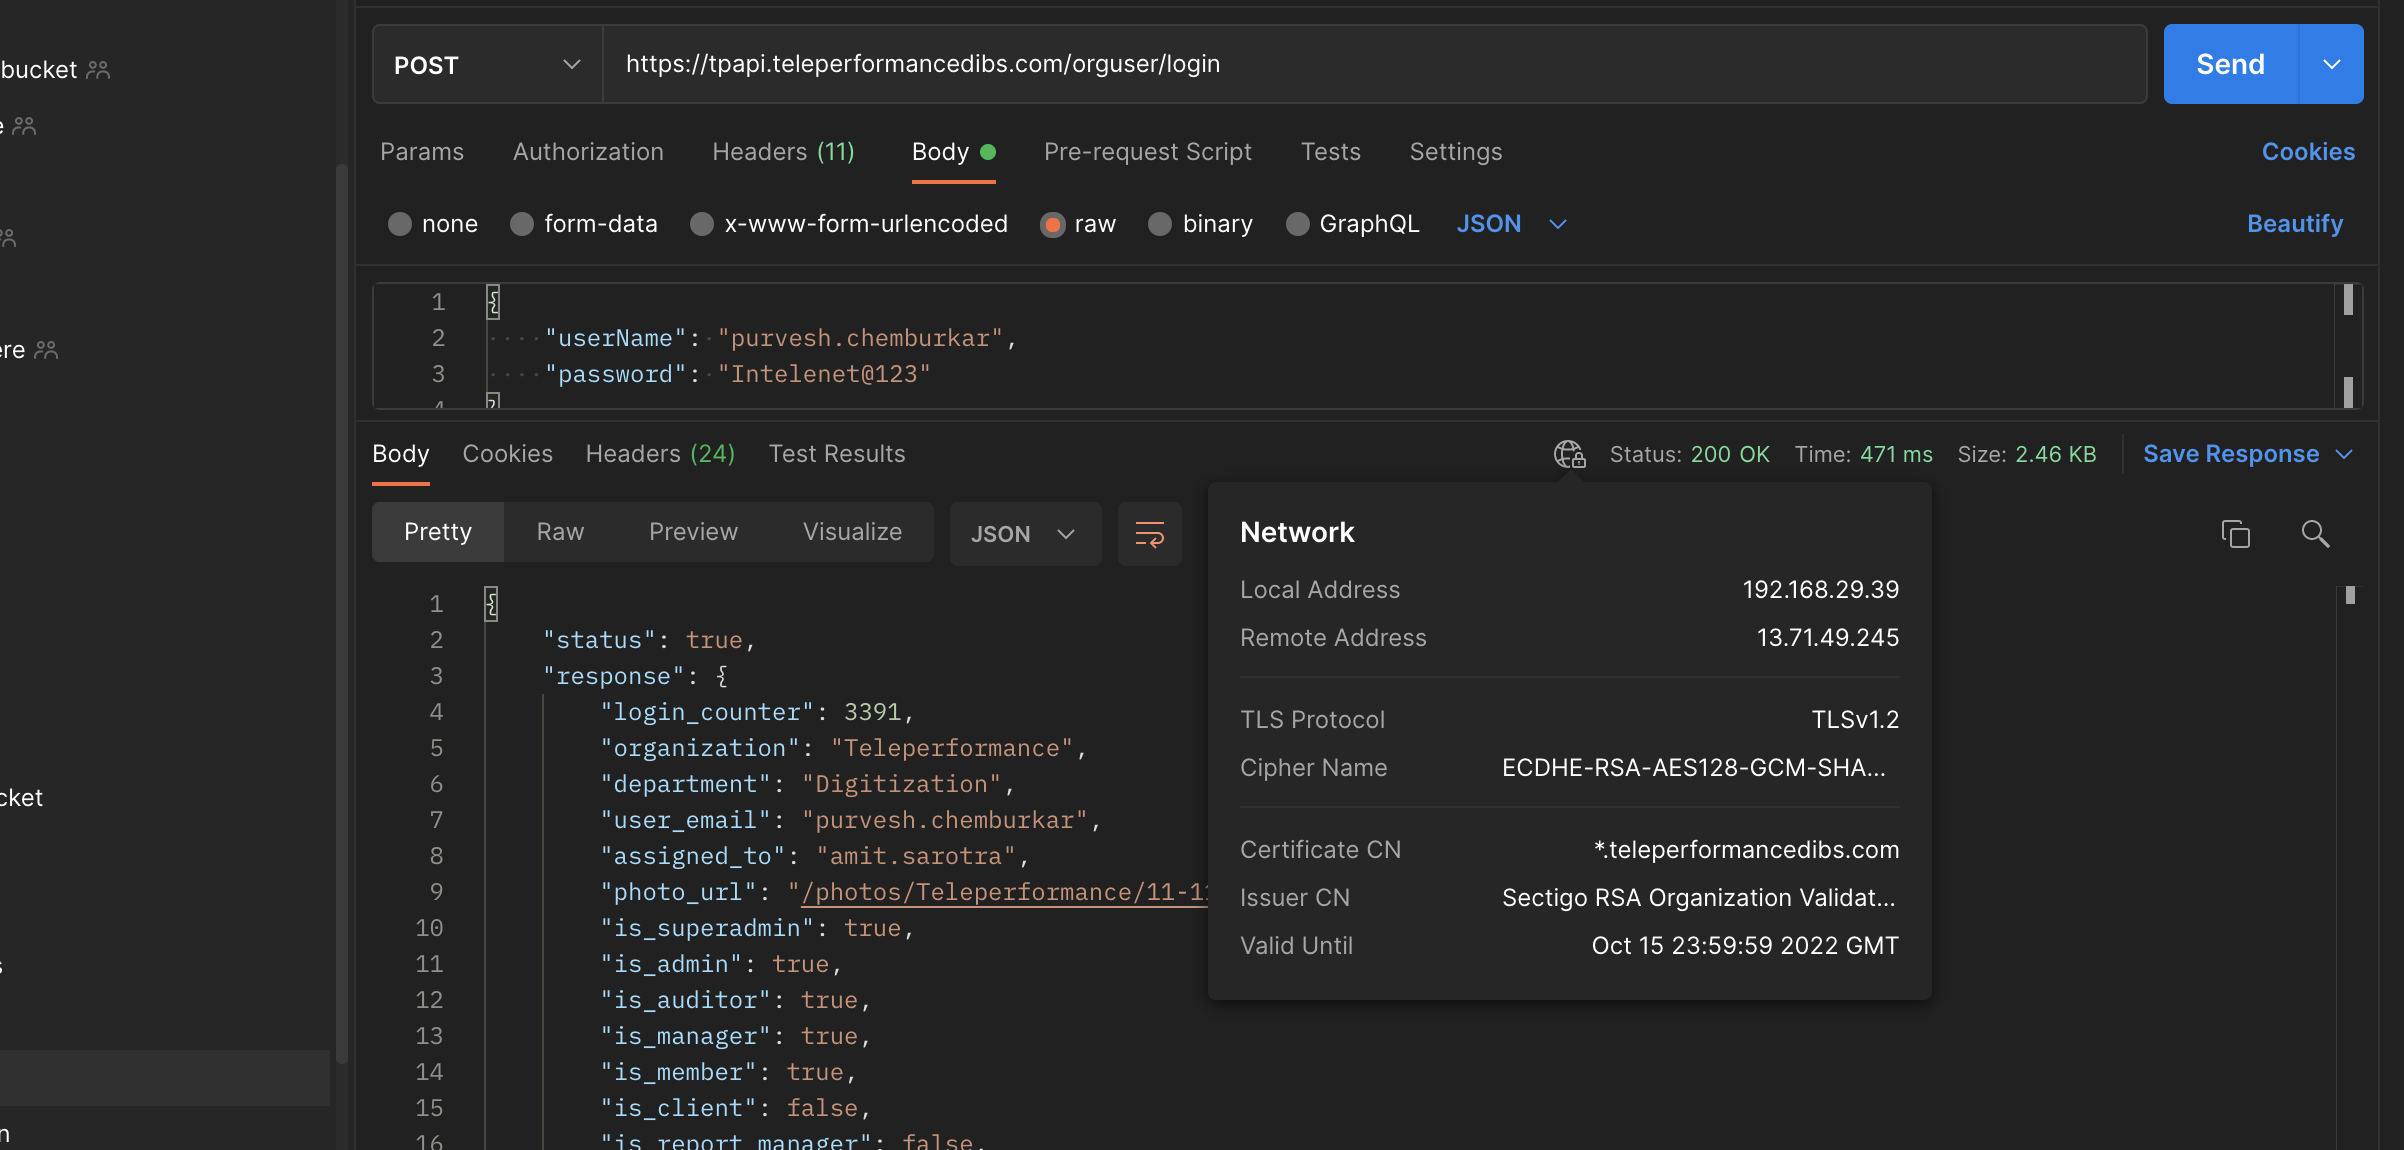 bucket
e
ere
cket
s
n
POST
https://tpapi.teleperformancedibs.com/orguser/login
Send
Params Authorization Headers (11) Body Pre-request Script Tests Settings Cookies
none form-data x-www-form-urlencoded raw binary GraphQL JSON Beautify
1 {
2 "userName": "purvesh.chemburkar",
3 "password": "Intelenet@123"
4 }
Body Cookies Headers (24) Test Results Status: 200 OK Time: 471 ms Size: 2.46 KB Save Response
Pretty Raw Preview Visualize JSON
1 {
2 "status": true,
3 "response": {
4 "login_counter": 3391,
5 "organization": "Teleperformance",
6 "department": "Digitization",
7 "user_email": "purvesh.chemburkar",
8 "assigned_to": "amit.sarotra",
9 "photo_url": "/photos/Teleperformance/11-11
10 "is_superadmin": true,
11 "is_admin": true,
12 "is_auditor": true,
13 "is_manager": true,
14 "is_member": true,
15 "is_client": false,
16 "is_report_manager": false,
Network
Local Address 192.168.29.39
Remote Address 13.71.49.245
TLS Protocol TLSv1.2
Cipher Name ECDHE-RSA-AES128-GCM-SHA...
Certificate CN *.teleperformancedibs.com
Issuer CN Sectigo RSA Organization Validat...
Valid Until Oct 15 23:59:59 2022 GMT